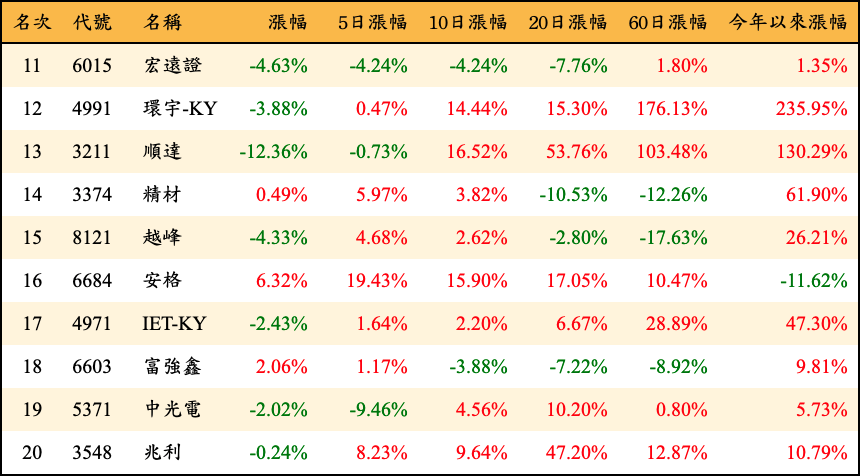 名次 代號 名稱 漲幅 5日漲幅 10日漲幅 20日漲幅 60日漲幅 今年以來漲幅
11 6015 宏遠證 -4.63% -4.24% -4.24% -7.76% 1.80% 1.35%
12 4991 環宇-KY -3.88% 0.47% 14.44% 15.30% 176.13% 235.95%
13 3211 順達 -12.36% -0.73% 16.52% 53.76% 103.48% 130.29%
14 3374 精材 0.49% 5.97% 3.82% -10.53% -12.26% 61.90%
15 8121 越峰 -4.33% 4.68% 2.62% -2.80% -17.63% 26.21%
16 6684 安格 6.32% 19.43% 15.90% 17.05% 10.47% -11.62%
17 4971 IET-KY -2.43% 1.64% 2.20% 6.67% 28.89% 47.30%
18 6603 富強鑫 2.06% 1.17% -3.88% -7.22% -8.92% 9.81%
19 5371 中光電 -2.02% -9.46% 4.56% 10.20% 0.80% 5.73%
20 3548 兆利 -0.24% 8.23% 9.64% 47.20% 12.87% 10.79%